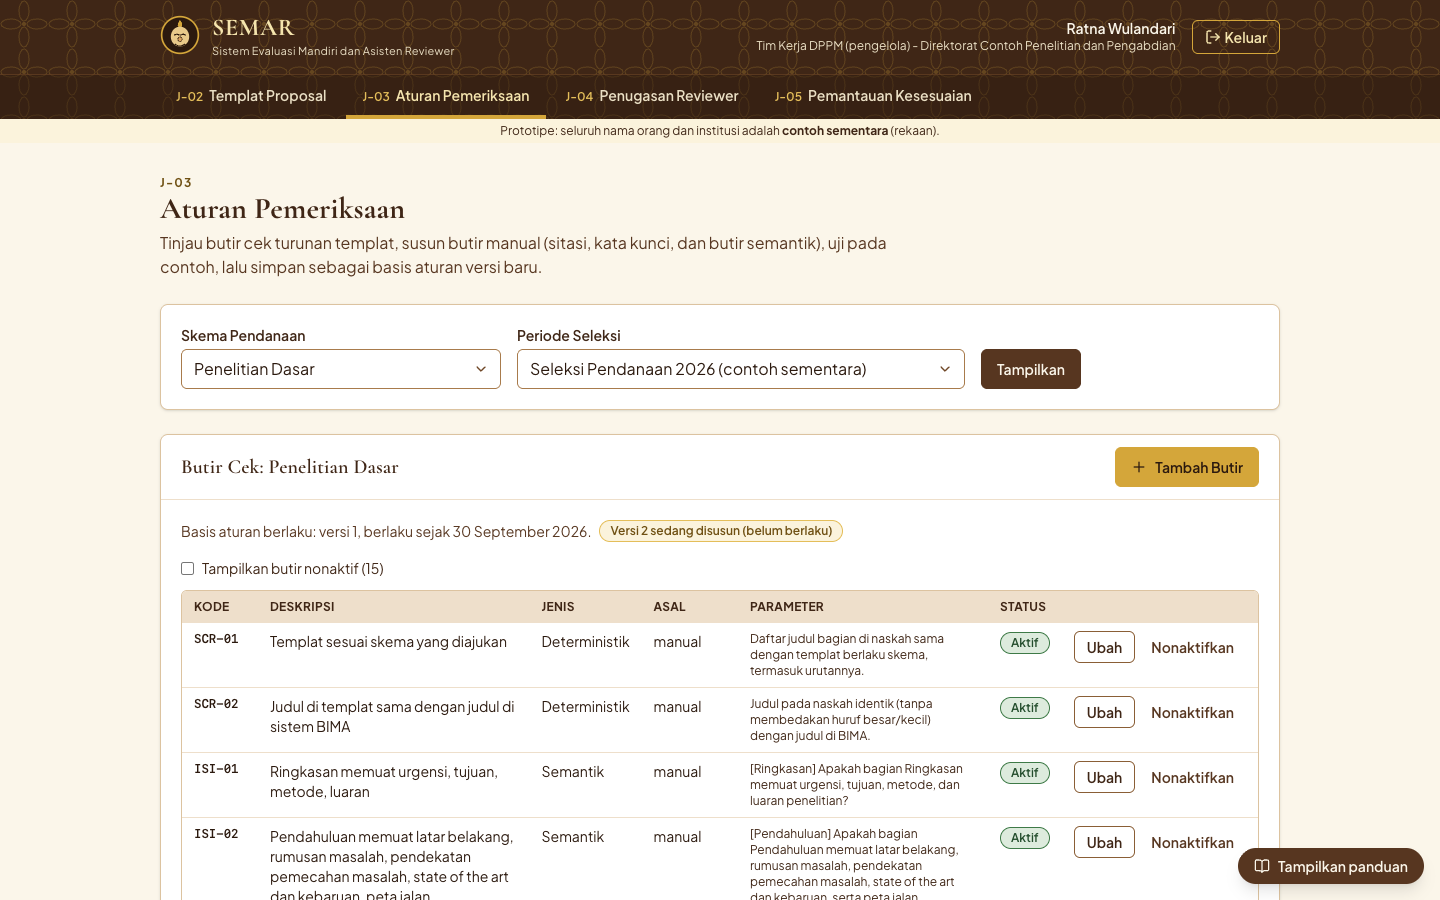 SEMAR
Sistem Evaluasi Mandiri dan Asisten Reviewer
Ratna Wulandari
Tim Kerja DPPM (pengelola) - Direktorat Contoh Penelitian dan Pengabdian
Keluar
J-02 Templat Proposal
J-03 Aturan Pemeriksaan
J-04 Penugasan Reviewer
J-05 Pemantauan Kesesuaian
Prototipe: seluruh nama orang dan institusi adalah contoh sementara (rekaan).
J-03
Aturan Pemeriksaan
Tinjau butir cek turunan templat, susun butir manual (sitasi, kata kunci, dan butir semantik), uji pada
contoh, lalu simpan sebagai basis aturan versi baru.
Skema Pendanaan
Periode Seleksi
Penelitian Dasar
Seleksi Pendanaan 2026 (contoh sementara)
Tampilkan
Butir Cek: Penelitian Dasar
Tambah Butir
Basis aturan berlaku: versi 1, berlaku sejak 30 September 2026.
Versi 2 sedang disusun (belum berlaku)
Tampilkan butir nonaktif (15)
KODE DESKRIPSI JENIS ASAL PARAMETER STATUS
SCR-01
Templat sesuai skema yang diajukan
Deterministik
manual
Daftar judul bagian di naskah sama
dengan templat berlaku skema,
termasuk urutannya.
Aktif
Ubah
Nonaktifkan
SCR-02
Judul di templat sama dengan judul di
sistem BIMA
Deterministik
manual
Judul pada naskah identik (tanpa
membedakan huruf besar/kecil)
dengan judul di BIMA.
Aktif
Ubah
Nonaktifkan
ISI-01
Ringkasan memuat urgensi, tujuan,
metode, luaran
Semantik
manual
[Ringkasan] Apakah bagian Ringkasan
memuat urgensi, tujuan, metode, dan
luaran penelitian?
Aktif
Ubah
Nonaktifkan
ISI-02
Pendahuluan memuat latar belakang,
rumusan masalah, pendekatan
pemecahan masalah, state of the art
dan kebaruan, peta jalan
Semantik
manual
[Pendahuluan] Apakah bagian
Pendahuluan memuat latar belakang,
rumusan masalah, pendekatan
pemecahan masalah, state of the art
dan kebaruan, serta peta jalan
Aktif
Ubah
Nonaktifkan
Tampilkan panduan